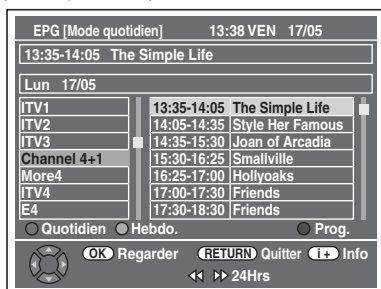 EPG [Mode quotidien] 13:38 VEN 17/05
13:35-14:05 The Simple Life
Lun 17/05
ITV1 13:35-14:05 The Simple Life
ITV2 14:05-14:35 Style Her Famous
ITV3 14:35-15:30 Joan of Arcadia
Channel 4+1 15:30-16:25 Smallville
More4 16:25-17:00 Hollyoaks
ITV4 17:00-17:30 Friends
E4 17:30-18:30 Friends
Quotidien Hebdo. Prog.
OK Regarder RETURN Quitter i+ Info
24Hrs